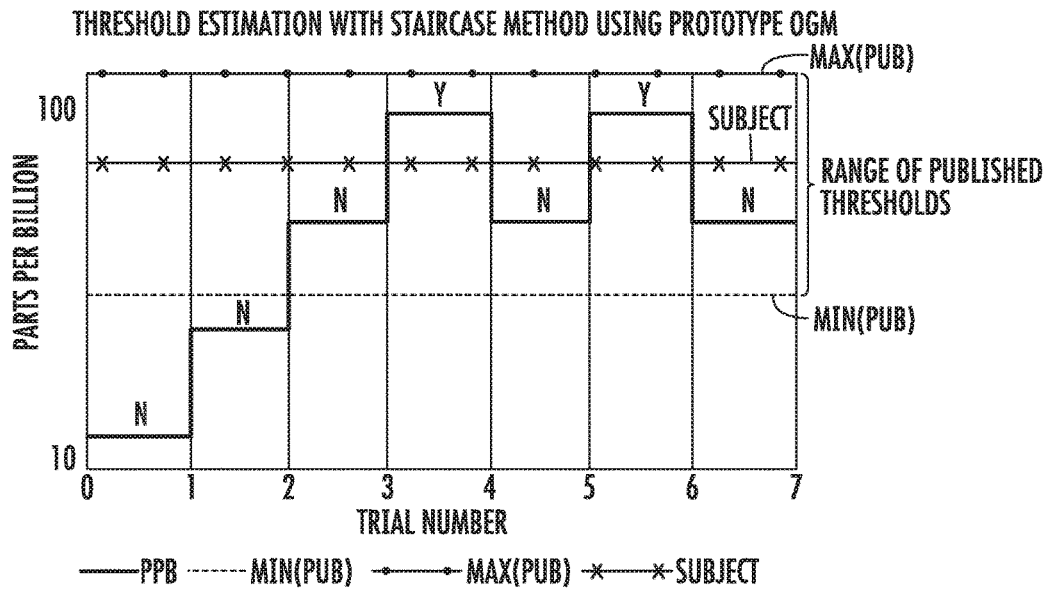 THRESHOLD ESTIMATION WITH STAIRCASE METHOD USING PROTOTYPE OGM
MAX(PUB)
100
Y
Y
SUBJECT
RANGE OF PUBLISHED
THRESHOLDS
N
N
N
PARTS PER BILLION
N
MIN(PUB)
N
10
0 1 2 3 4 5 6 7
TRIAL NUMBER
PPB MIN(PUB) MAX(PUB) SUBJECT